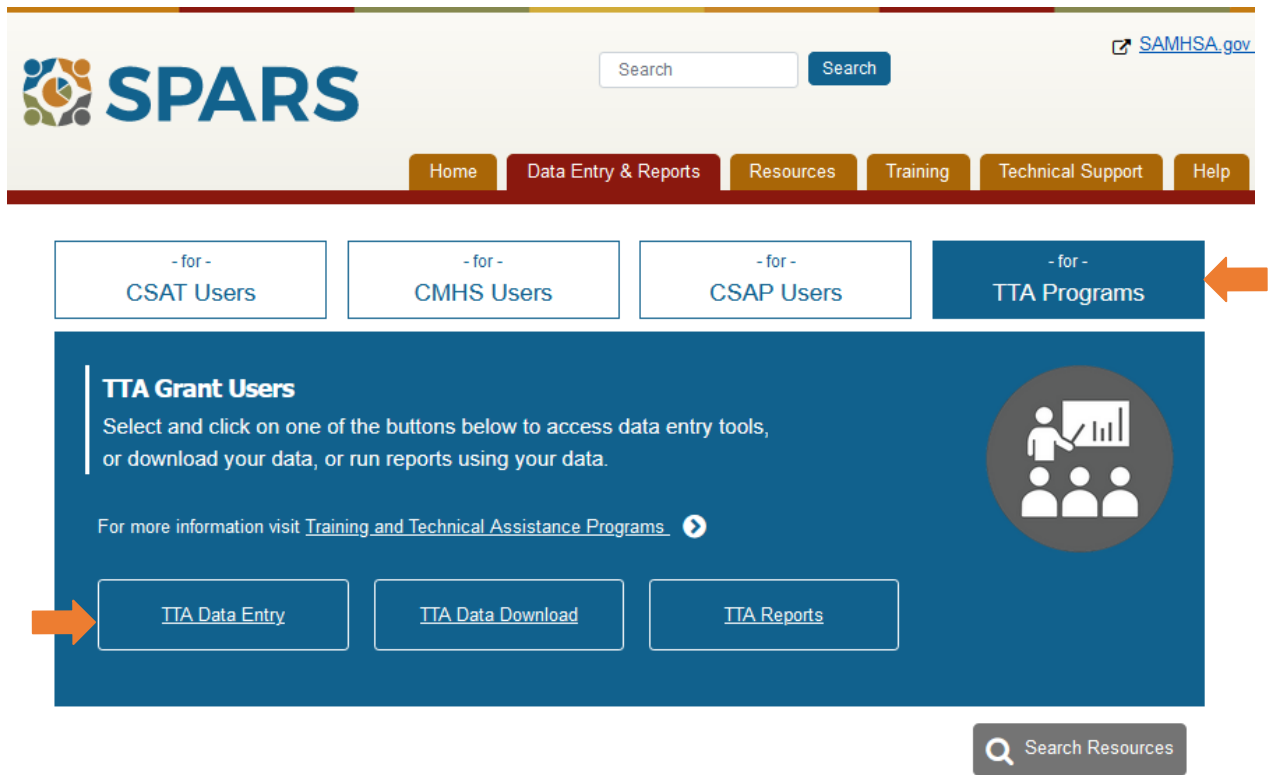 SAMHSA.gov
Search
Search
SPARS
Home
Data Entry & Reports
Resources
Training
Technical Support
Help
- for -
CSAT Users
- for -
CMHS Users
- for -
CSAP Users
- for -
TTA Programs
TTA Grant Users
Select and click on one of the buttons below to access data entry tools,
or download your data, or run reports using your data.
For more information visit Training and Technical Assistance Programs
TTA Data Entry
TTA Data Download
TTA Reports
Search Resources